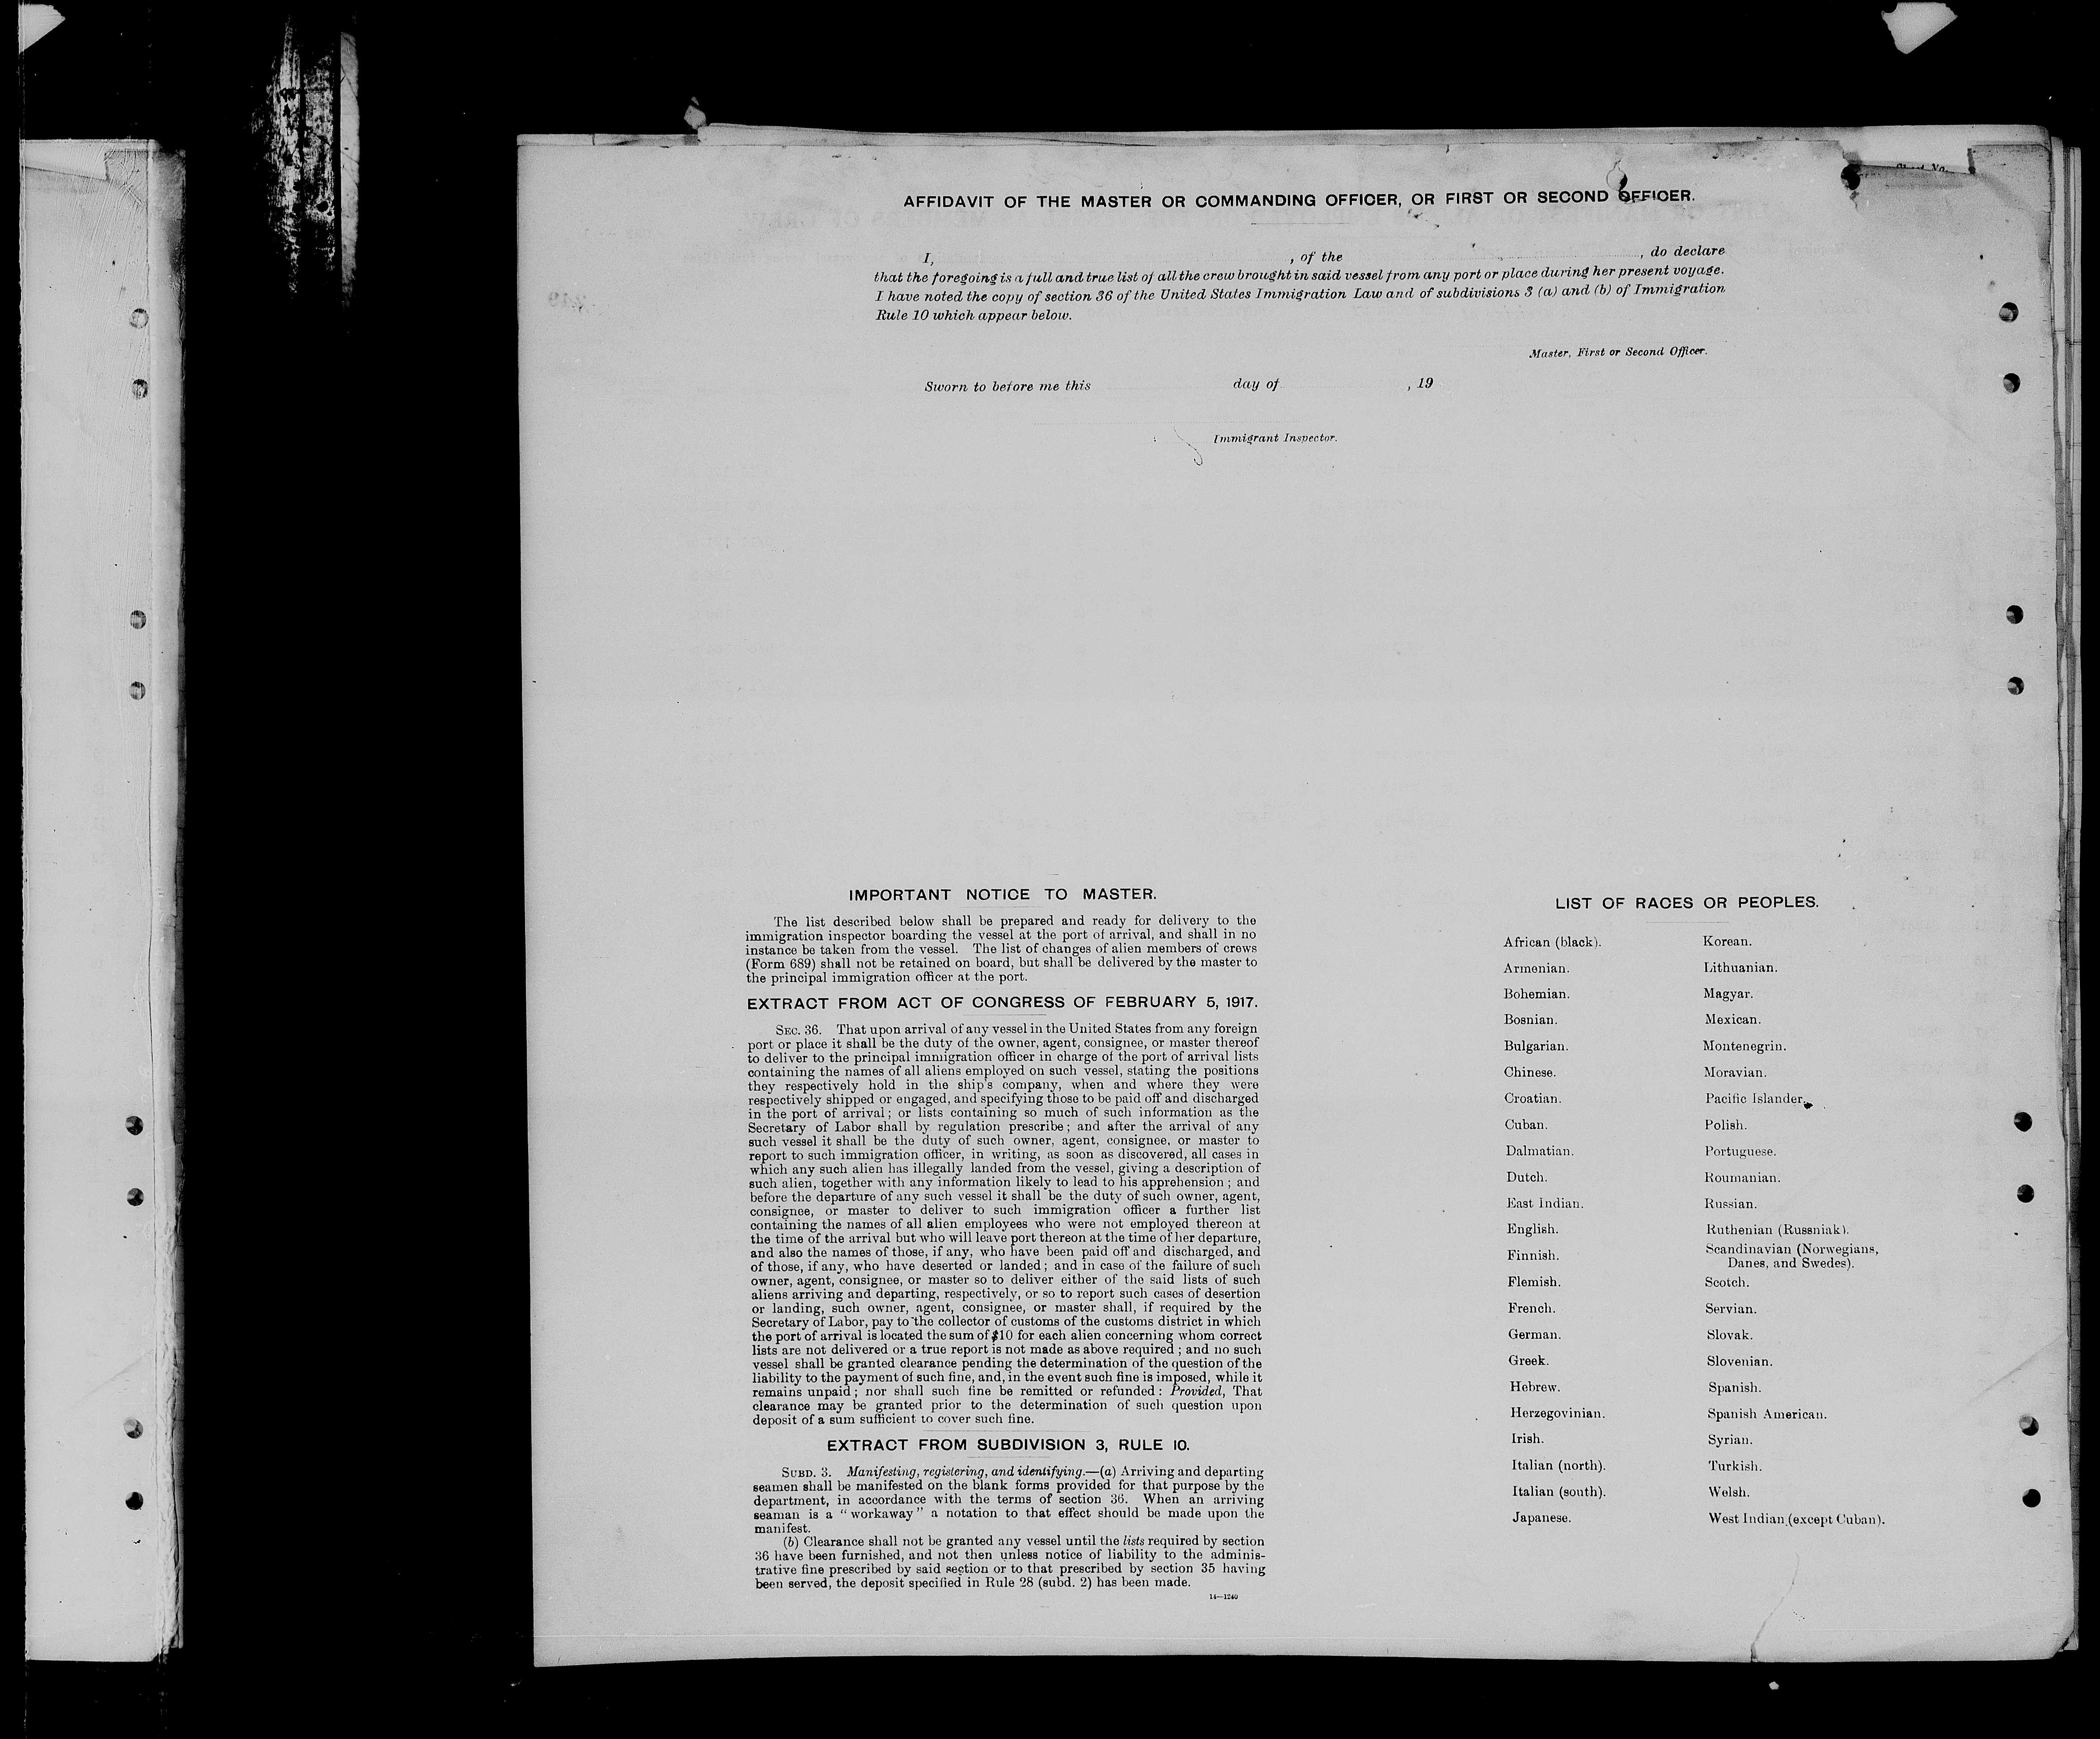 AFFIDAVIT OF THE MASTER OR COMMANDING OFFICER, OR FIRST OR SECOND OFFICER.
I, , of the , do declare
that the foregoing is a full and true list of all the crew brought in said vessel from any port or place during her present voyage.
I have noted the copy of section 36 of the United States Immigration Law and of subdivisions 3 (a) and (b) of Immigration
Rule 10 which appear below.
Master, First or Second Officer.
Sworn to before me this day of , 19
Immigrant Inspector.
IMPORTANT NOTICE TO MASTER.
The list described below shall be prepared and ready for delivery to the
immigration inspector boarding the vessel at the port of arrival, and shall in no
instance be taken from the vessel. The list of changes of alien members of crews
(Form 689) shall not be retained on board, but shall be delivered by the master to
the principal immigration officer at the port.
EXTRACT FROM ACT OF CONGRESS OF FEBRUARY 5, 1917.
SEC. 36. That upon arrival of any vessel in the United States from any foreign
port or place it shall be the duty of the owner, agent, consignee, or master thereof
to deliver to the principal immigration officer in charge of the port of arrival lists
containing the names of all aliens employed on such vessel, stating the positions
they respectively hold in the ship's company, when and where they were
respectively shipped or engaged, and specifying those to be paid off and discharged
in the port of arrival; or lists containing so much of such information as the
Secretary of Labor shall by regulation prescribe; and after the arrival of any
such vessel it shall be the duty of such owner, agent, consignee, or master to
report to such immigration officer, in writing, as soon as discovered, all cases in
which any such alien has illegally landed from the vessel, giving a description of
such alien, together with any information likely to lead to his apprehension; and
before the departure of any such vessel it shall be the duty of such owner, agent,
consignee, or master to deliver to such immigration officer a further list
containing the names of all alien employees who were not employed thereon at
the time of the arrival but who will leave port thereon at the time of her departure,
and also the names of those, if any, who have been paid off and discharged, and
of those, if any, who have deserted or landed; and in case of the failure of such
owner, agent, consignee, or master so to deliver either of the said lists of such
aliens arriving and departing, respectively, or so to report such cases of desertion
or landing, such owner, agent, consignee, or master shall, if required by the
Secretary of Labor, pay to the collector of customs of the customs district in which
the port of arrival is located the sum of $10 for each alien concerning whom correct
lists are not delivered or a true report is not made as above required; and no such
vessel shall be granted clearance pending the determination of the question of the
liability to the payment of such fine, and, in the event such fine is imposed, while it
remains unpaid; nor shall such fine be remitted or refunded: Provided, That
clearance may be granted prior to the determination of such question upon
deposit of a sum sufficient to cover such fine.
EXTRACT FROM SUBDIVISION 3, RULE 10.
SUBD. 3. Manifesting, registering, and identifying.—(a) Arriving and departing
seamen shall be manifested on the blank forms provided for that purpose by the
department, in accordance with the terms of section 36. When an arriving
seaman is a "workaway" a notation to that effect should be made upon the
manifest.
(b) Clearance shall not be granted any vessel until the lists required by section
36 have been furnished, and not then unless notice of liability to the adminis-
trative fine prescribed by said section or to that prescribed by section 35 having
been served, the deposit specified in Rule 28 (subd. 2) has been made.
14—1240
LIST OF RACES OR PEOPLES.
African (black).
Armenian.
Bohemian.
Bosnian.
Bulgarian.
Chinese.
Croatian.
Cuban.
Dalmatian.
Dutch.
East Indian.
English.
Finnish.
Flemish.
French.
German.
Greek.
Hebrew.
Herzegovinian.
Irish.
Italian (north).
Italian (south).
Japanese.
Korean.
Lithuanian.
Magyar.
Mexican.
Montenegrin.
Moravian.
Pacific Islander.
Polish.
Portuguese.
Roumanian.
Russian.
Ruthenian (Russniak).
Scandinavian (Norwegians,
Danes, and Swedes).
Scotch.
Servian.
Slovak.
Slovenian.
Spanish.
Spanish American.
Syrian.
Turkish.
Welsh.
West Indian (except Cuban).